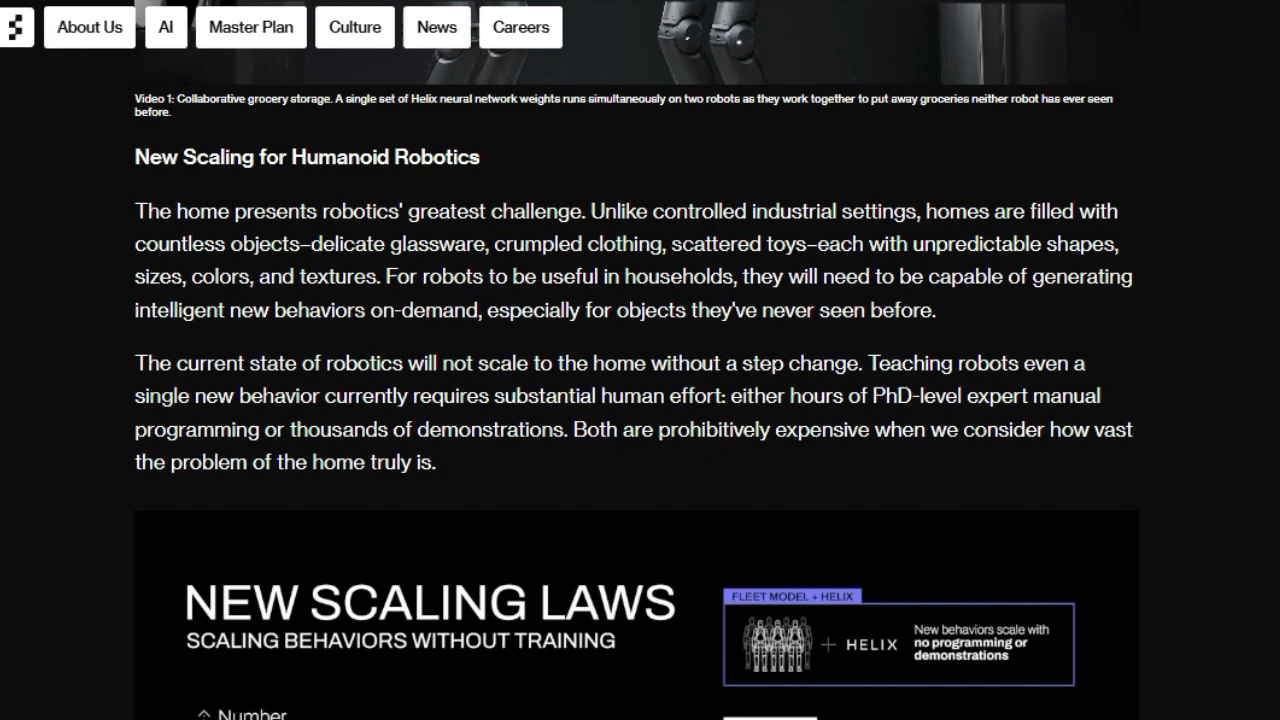 About Us
AI
Master Plan
Culture
News
Careers
Video 1: Collaborative grocery storage. A single set of Helix neural network weights runs simultaneously on two robots as they work together to put away groceries neither robot has ever seen
before.
New Scaling for Humanoid Robotics
The home presents robotics' greatest challenge. Unlike controlled industrial settings, homes are filled with
countless objects–delicate glassware, crumpled clothing, scattered toys–each with unpredictable shapes,
sizes, colors, and textures. For robots to be useful in households, they will need to be capable of generating
intelligent new behaviors on-demand, especially for objects they've never seen before.
The current state of robotics will not scale to the home without a step change. Teaching robots even a
single new behavior currently requires substantial human effort: either hours of PhD-level expert manual
programming or thousands of demonstrations. Both are prohibitively expensive when we consider how vast
the problem of the home truly is.
NEW SCALING LAWS
SCALING BEHAVIORS WITHOUT TRAINING
^ Number
FLEET MODEL + HELIX
+ HELIX
New behaviors scale with
no programming or
demonstrations